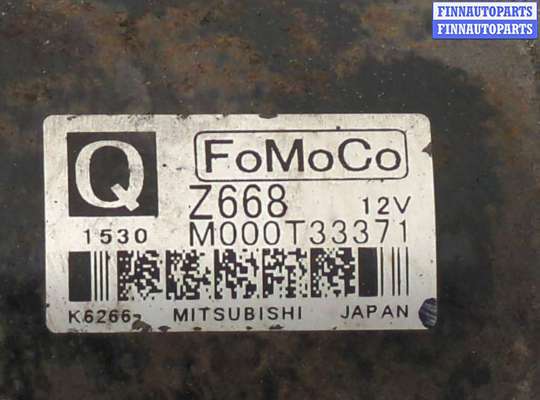 FINNAUTOPARTS
FINNAUTOPARTS
Q FoMoCo
Z668 12V
1530 M000T33371
K6266 MITSUBISHI JAPAN